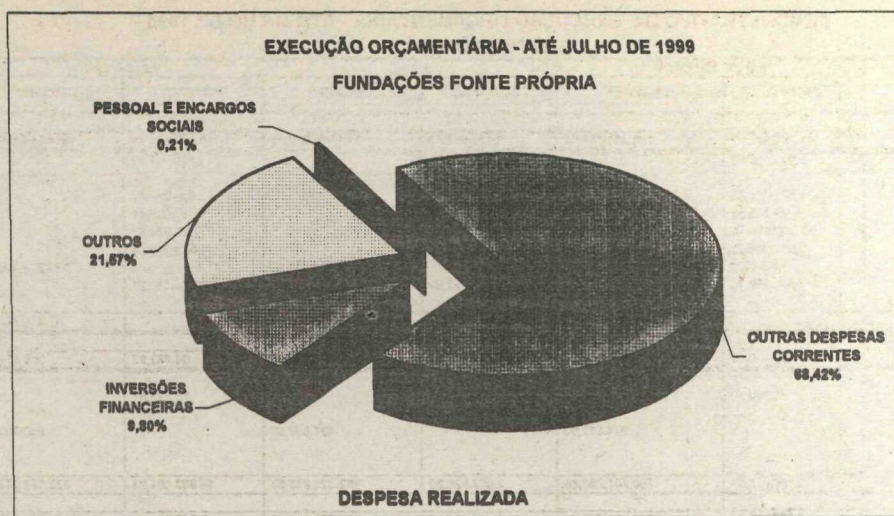 EXECUÇÃO ORÇAMENTÁRIA - ATÉ JULHO DE 1999
FUNDAÇÕES FONTE PRÓPRIA
PESSOAL E ENCARGOS
SOCIAIS
0,21%
OUTROS
21,57%
OUTRAS DESPESAS
CORRENTES
68,42%
INVERSÕES
FINANCEIRAS
9,80%
DESPESA REALIZADA